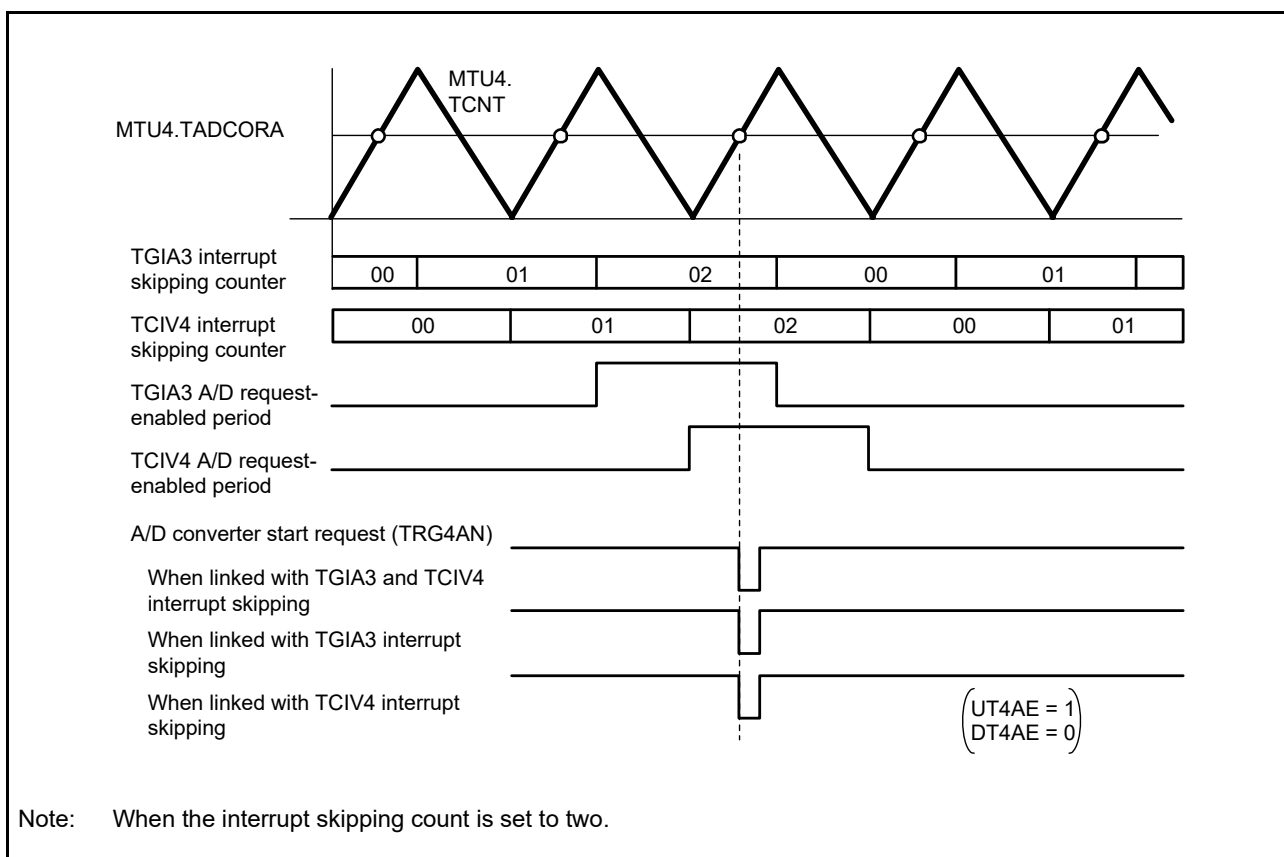 MTU4.
TCNT
MTU4.TADCORA
TGIA3 interrupt
skipping counter
00 01 02 00 01
TCIV4 interrupt
skipping counter
00 01 02 00 01
TGIA3 A/D request-
enabled period
TCIV4 A/D request-
enabled period
A/D converter start request (TRG4AN)
When linked with TGIA3 and TCIV4
interrupt skipping
When linked with TGIA3 interrupt
skipping
When linked with TCIV4 interrupt
skipping
UT4AE = 1
DT4AE = 0
Note: When the interrupt skipping count is set to two.